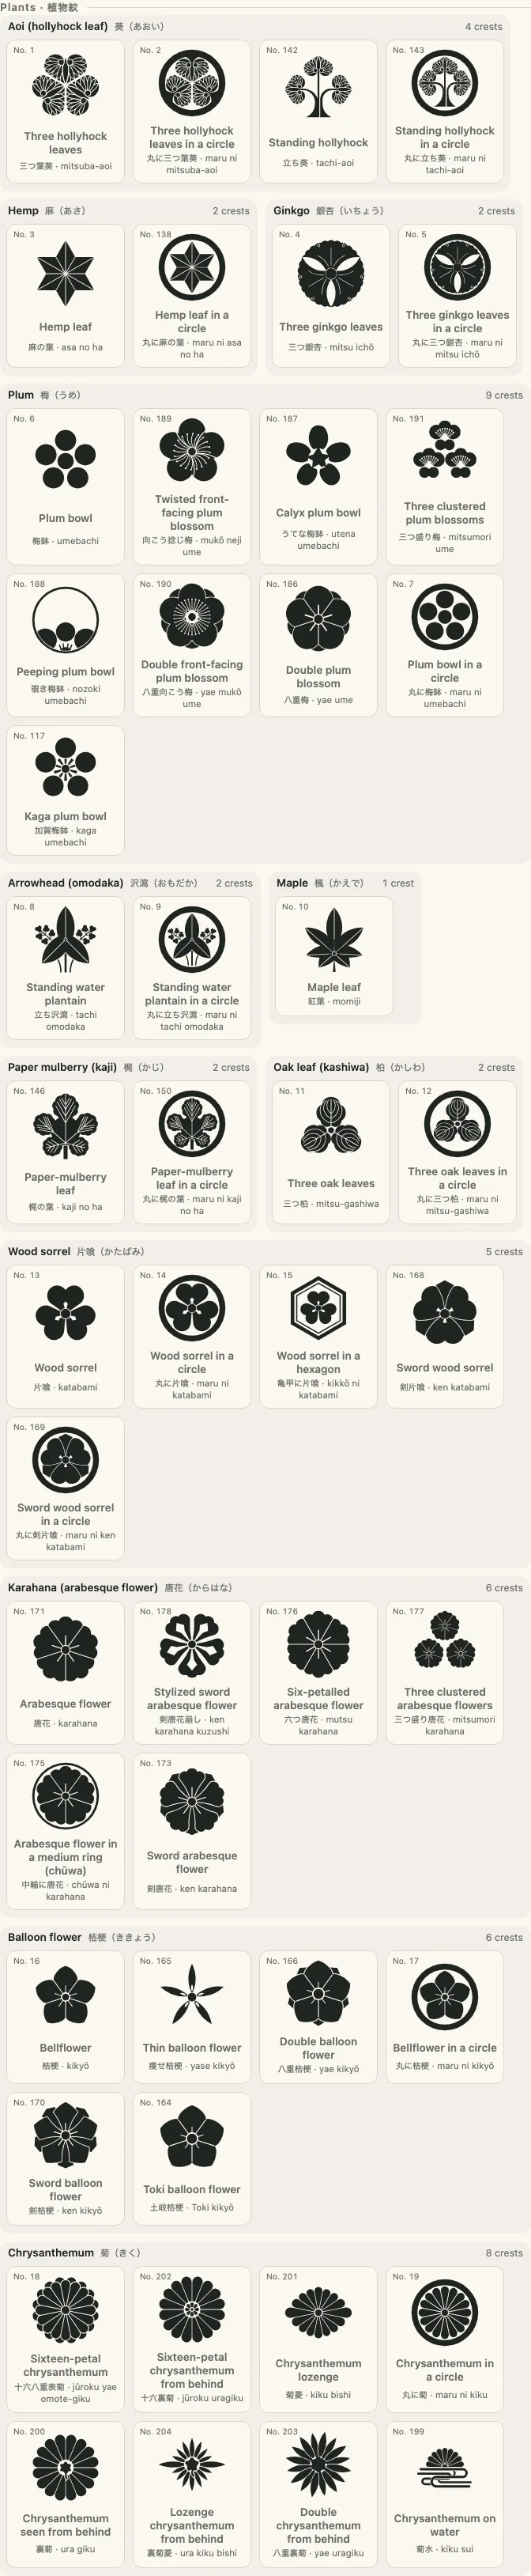 Plants · 植物紋
Aoi (hollyhock leaf) 葵（あおい） 4 crests
No. 1
Three hollyhock
leaves
三つ葉葵 · mitsuba-aoi
No. 2
Three hollyhock
leaves in a circle
丸に三つ葉葵 · maru ni
mitsuba-aoi
No. 142
Standing hollyhock
立ち葵 · tachi-aoi
No. 143
Standing hollyhock
in a circle
丸に立ち葵 · maru ni
tachi-aoi
Hemp 麻（あさ） 2 crests
No. 3
Hemp leaf
麻の葉 · asa no ha
No. 138
Hemp leaf in a
circle
丸に麻の葉 · maru ni asa
no ha
Ginkgo 銀杏（いちょう） 2 crests
No. 4
Three ginkgo leaves
三つ銀杏 · mitsu ichō
No. 5
Three ginkgo leaves
in a circle
丸に三つ銀杏 · maru ni
mitsu ichō
Plum 梅（うめ） 9 crests
No. 6
Plum bowl
梅鉢 · umebachi
No. 189
Twisted front-
facing plum
blossom
向こう捻じ梅 · mukō neji
ume
No. 187
Calyx plum bowl
うてな梅鉢 · utena
umebachi
No. 191
Three clustered
plum blossoms
三つ盛り梅 · mitsumori
ume
No. 188
Peeping plum bowl
覗き梅鉢 · nozoki
umebachi
No. 190
Double front-facing
plum blossom
八重向こう梅 · yae mukō
ume
No. 186
Double plum
blossom
八重梅 · yae ume
No. 7
Plum bowl in a
circle
丸に梅鉢 · maru ni
umebachi
No. 117
Kaga plum bowl
加賀梅鉢 · kaga
umebachi
Arrowhead (omodaka) 沢瀉（おもだか） 2 crests
No. 8
Standing water
plantain
立ち沢瀉 · tachi
omodaka
No. 9
Standing water
plantain in a circle
丸に立ち沢瀉 · maru ni
tachi omodaka
Maple 楓（かえで） 1 crest
No. 10
Maple leaf
紅葉 · momiji
Paper mulberry (kaji) 梶（かじ） 2 crests
No. 146
Paper-mulberry
leaf
梶の葉 · kaji no ha
No. 150
Paper-mulberry
leaf in a circle
丸に梶の葉 · maru ni kaji
no ha
Oak leaf (kashiwa) 柏（かしわ） 2 crests
No. 11
Three oak leaves
三つ柏 · mitsu-gashiwa
No. 12
Three oak leaves in
a circle
丸に三つ柏 · maru ni
mitsu-gashiwa
Wood sorrel 片喰（かたばみ） 5 crests
No. 13
Wood sorrel
片喰 · katabami
No. 14
Wood sorrel in a
circle
丸に片喰 · maru ni
katabami
No. 15
Wood sorrel in a
hexagon
亀甲に片喰 · kikkō ni
katabami
No. 168
Sword wood sorrel
剣片喰 · ken katabami
No. 169
Sword wood sorrel
in a circle
丸に剣片喰 · maru ni ken
katabami
Karahana (arabesque flower) 唐花（からはな） 6 crests
No. 171
Arabesque flower
唐花 · karahana
No. 178
Stylized sword
arabesque flower
剣唐花崩し · ken
karahana kuzushi
No. 176
Six-petalled
arabesque flower
六つ唐花 · mutsu
karahana
No. 177
Three clustered
arabesque flowers
三つ盛り唐花 · mitsumori
karahana
No. 175
Arabesque flower in
a medium ring
(chūwa)
中輪に唐花 · chūwa ni
karahana
No. 173
Sword arabesque
flower
剣唐花 · ken karahana
Balloon flower 桔梗（ききょう） 6 crests
No. 16
Bellflower
桔梗 · kikyō
No. 165
Thin balloon flower
痩せ桔梗 · yase kikyō
No. 166
Double balloon
flower
八重桔梗 · yae kikyō
No. 17
Bellflower in a circle
丸に桔梗 · maru ni kikyō
No. 170
Sword balloon
flower
剣桔梗 · ken kikyō
No. 164
Toki balloon flower
土岐桔梗 · Toki kikyō
Chrysanthemum 菊（きく） 8 crests
No. 18
Sixteen-petal
chrysanthemum
十六八重表菊 · jūroku yae
omote-giku
No. 202
Sixteen-petal
chrysanthemum
from behind
十六裏菊 · jūroku uragiku
No. 201
Chrysanthemum
lozenge
菊菱 · kiku bishi
No. 19
Chrysanthemum in
a circle
丸に菊 · maru ni kiku
No. 200
Chrysanthemum
seen from behind
裏菊 · ura giku
No. 204
Lozenge
chrysanthemum
from behind
裏菊菱 · ura kiku bishi
No. 203
Double
chrysanthemum
from behind
八重裏菊 · yae uragiku
No. 199
Chrysanthemum on
water
菊水 · kiku sui